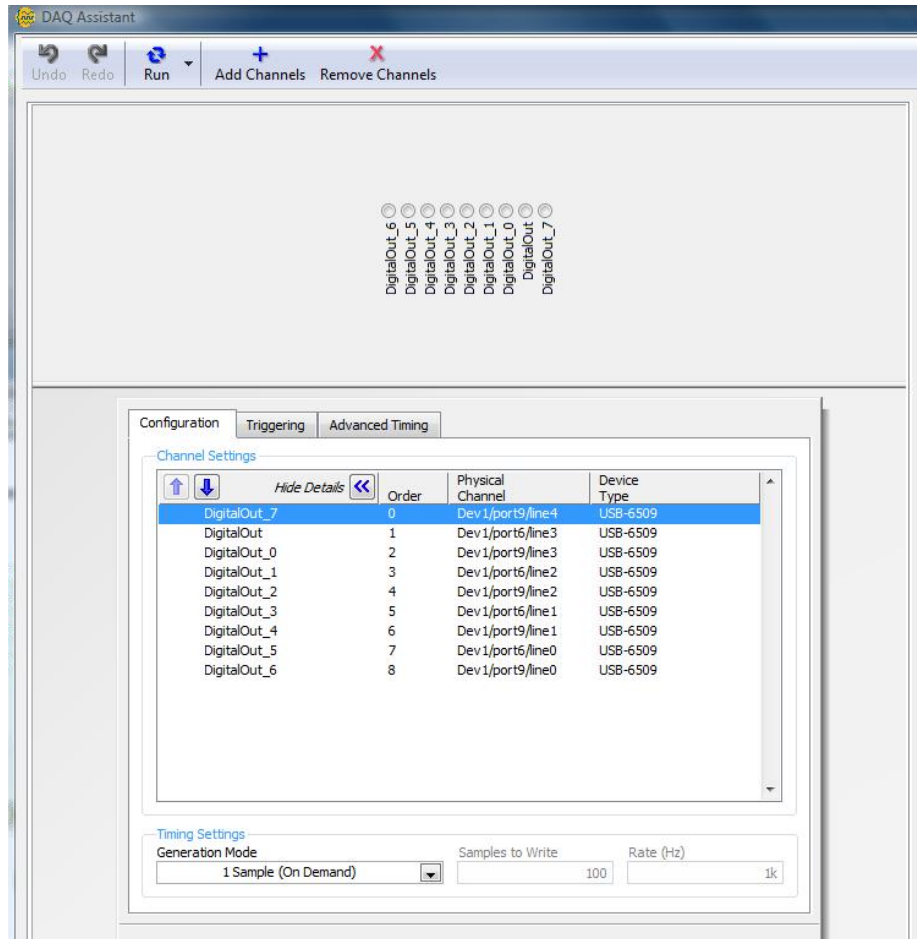 DAQ Assistant
Undo Redo Run Add Channels Remove Channels
DigitalOut_6
DigitalOut_5
DigitalOut_4
DigitalOut_3
DigitalOut_2
DigitalOut_1
DigitalOut_0
DigitalOut
DigitalOut_7
Configuration Triggering Advanced Timing
Channel Settings
Hide Details Order Physical Channel Device Type
DigitalOut_7 0 Dev1/port9/line4 USB-6509
DigitalOut 1 Dev1/port6/line3 USB-6509
DigitalOut_0 2 Dev1/port9/line3 USB-6509
DigitalOut_1 3 Dev1/port6/line2 USB-6509
DigitalOut_2 4 Dev1/port9/line2 USB-6509
DigitalOut_3 5 Dev1/port6/line1 USB-6509
DigitalOut_4 6 Dev1/port9/line1 USB-6509
DigitalOut_5 7 Dev1/port6/line0 USB-6509
DigitalOut_6 8 Dev1/port9/line0 USB-6509
Timing Settings
Generation Mode Samples to Write Rate (Hz)
1 Sample (On Demand) 100 1k